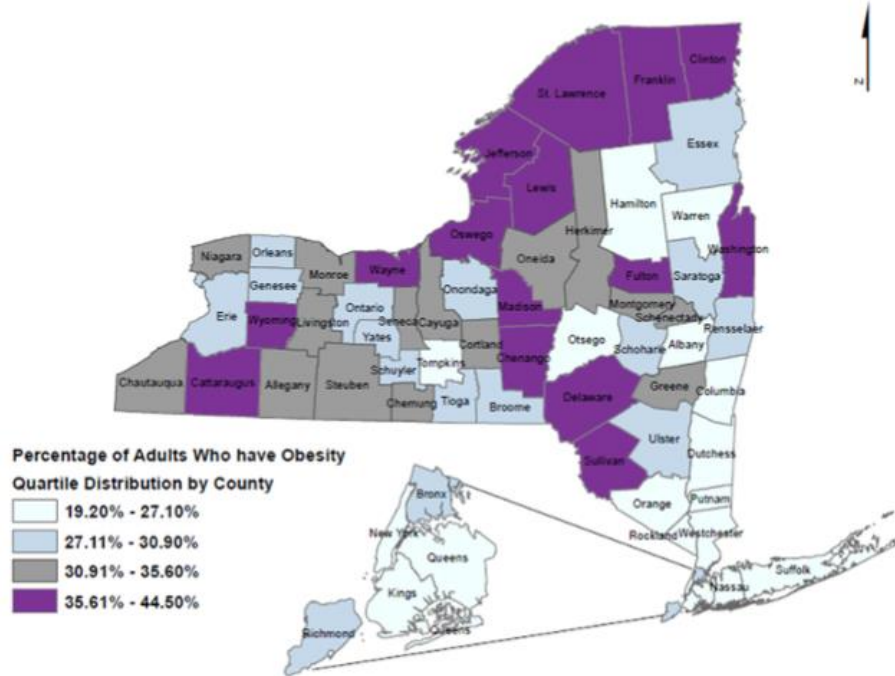 Z
Clinton
Franklin
St. Lawrence
Essex
Jefferson
Lewis
Hamilton
Warren
Herkimer
Oswego
Washington
Oneida
Orleans
Niagara
Wayne
Monroe
Fulton
Saratoga
Genesee
Onondaga
Madison
Montgomery
Ontario
Erie
Wyoming
Livingston
Seneca
Cayuga
Schenectady
Rensselaer
Yates
Cortland
Otsego
Albany
Schoharie
Chenango
Tompkins
Schuyler
Chautauqua
Cattaraugus
Allegany
Steuben
Greene
Columbia
Delaware
Chemung
Tioga
Broome
Ulster
Dutchess
Percentage of Adults Who have Obesity
Sullivan
Quartile Distribution by County
Bronx
Putnam
Orange
19.20% - 27.10%
New York
Rockland
Westchester
27.11% - 30.90%
Queens
Suffolk
30.91% - 35.60%
Kings
Nassau
35.61% - 44.50%
Queens
Richmond